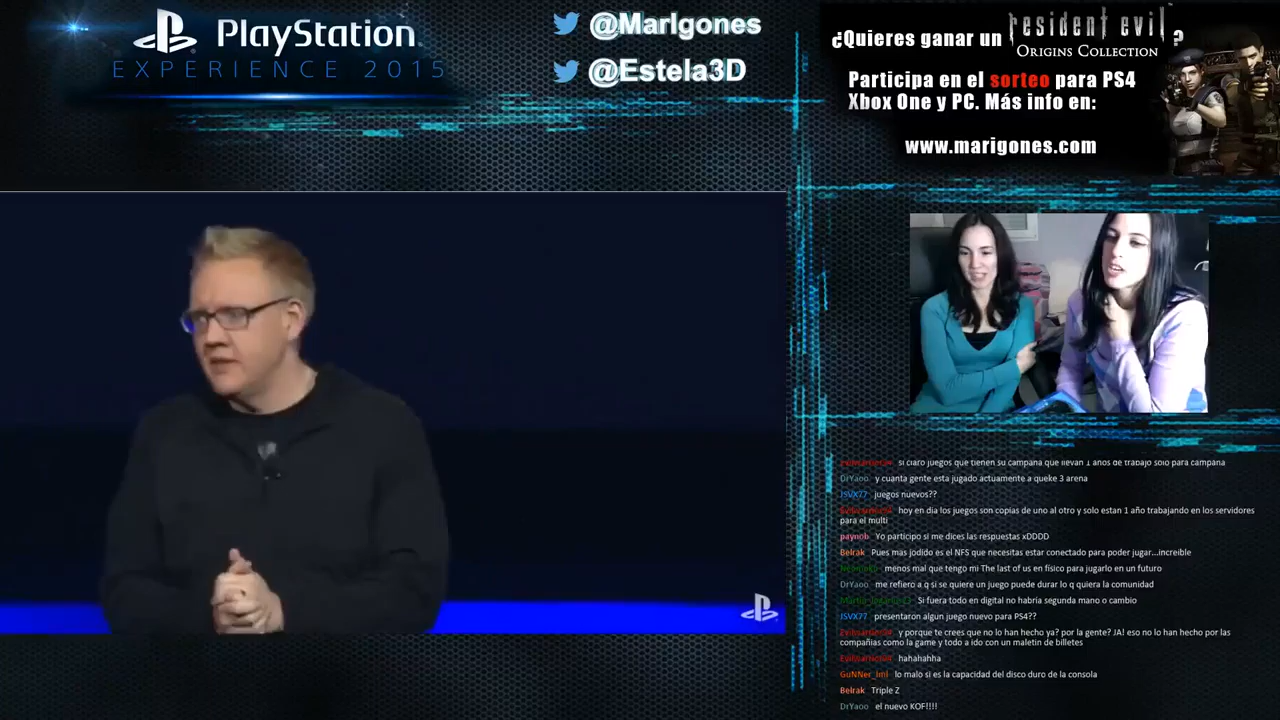 PlayStation
EXPERIENCE 2015
@MarIgones
@Estela3D
¿Quieres ganar un resident evil ?
ORIGINS COLLECTION
Participa en el sorteo para PS4
Xbox One y PC. Más info en:
www.marigones.com
si claro juegos que tienen su campaña que llevan 1 años de trabajo solo para campaña
DrYaoo y cuanta gente esta jugado actuamente a queke 3 arena
JSVX77 juegos nuevos??
hoy en dia los juegos son copias de uno al otro y solo estan 1 año trabajando en los servidores
para el multi
paynob Yo participo si me dices las respuestas xDDDD
Belrak Pues mas jodido es el NFS que necesitas estar conectado para poder jugar...increible
menos mal que tengo mi The last of us en físico para jugarlo en un futuro
DrYaoo me refiero a q si se quiere un juego puede durar lo q quiera la comunidad
Si fuera todo en digital no habría segunda mano o cambio
JSVX77 presentaron algun juego nuevo para PS4??
y porque te crees que no lo han hecho ya? por la gente? JA! eso no lo han hecho por las
compañias como la game y todo a ido con un maletin de billetes
hahahahha
GuNNer_Iml lo malo si es la capacidad del disco duro de la consola
Belrak Triple Z
DrYaoo el nuevo KOF!!!!